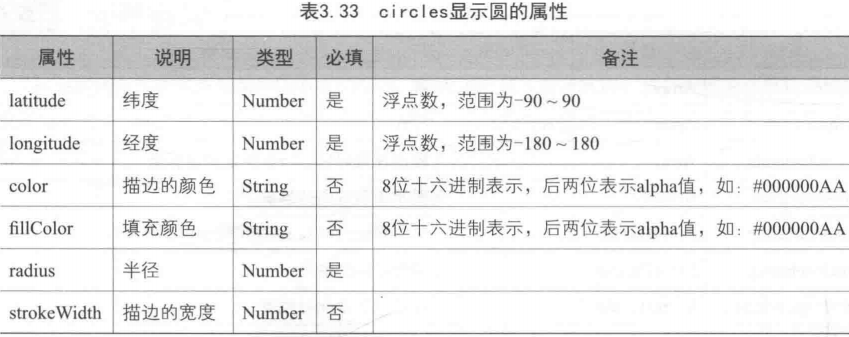 表3.33 circles显示圆的属性
属性 说明 类型 必填 备注
latitude 纬度 Number 是 浮点数，范围为-90～90
longitude 经度 Number 是 浮点数，范围为-180～180
color 描边的颜色 String 否 8位十六进制表示，后两位表示alpha值，如：#000000AA
fillColor 填充颜色 String 否 8位十六进制表示，后两位表示alpha值，如：#000000AA
radius 半径 Number 是
strokeWidth 描边的宽度 Number 否